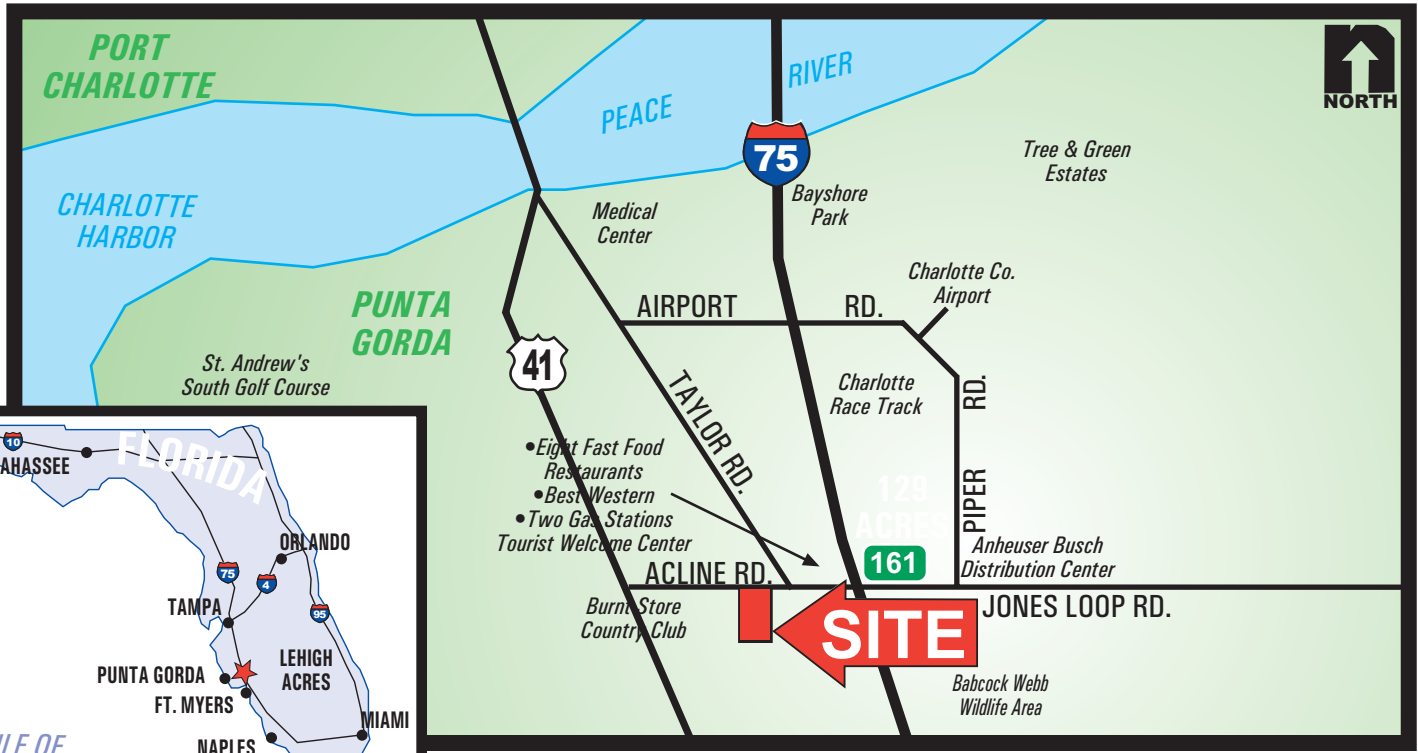 PORT
CHARLOTTE
PEACE
RIVER
NORTH
75
Tree & Green
Estates
CHARLOTTE
HARBOR
Medical
Center
Bayshore
Park
Charlotte Co.
Airport
PUNTA
GORDA
AIRPORT RD.
41
St. Andrew's
South Golf Course
TAYLOR RD.
Charlotte
Race Track
PIPER RD.
•Eight Fast Food
Restaurants
•Best Western
•Two Gas Stations
Tourist Welcome Center
129
ACRES
161
Anheuser Busch
Distribution Center
ACLINE RD.
JONES LOOP RD.
Burnt Store
Country Club
SITE
Babcock Webb
Wildlife Area
FLORIDA
10
AHASSEE
ORLANDO
75
4
95
TAMPA
PUNTA GORDA
LEHIGH
ACRES
FT. MYERS
MIAMI
NAPLES